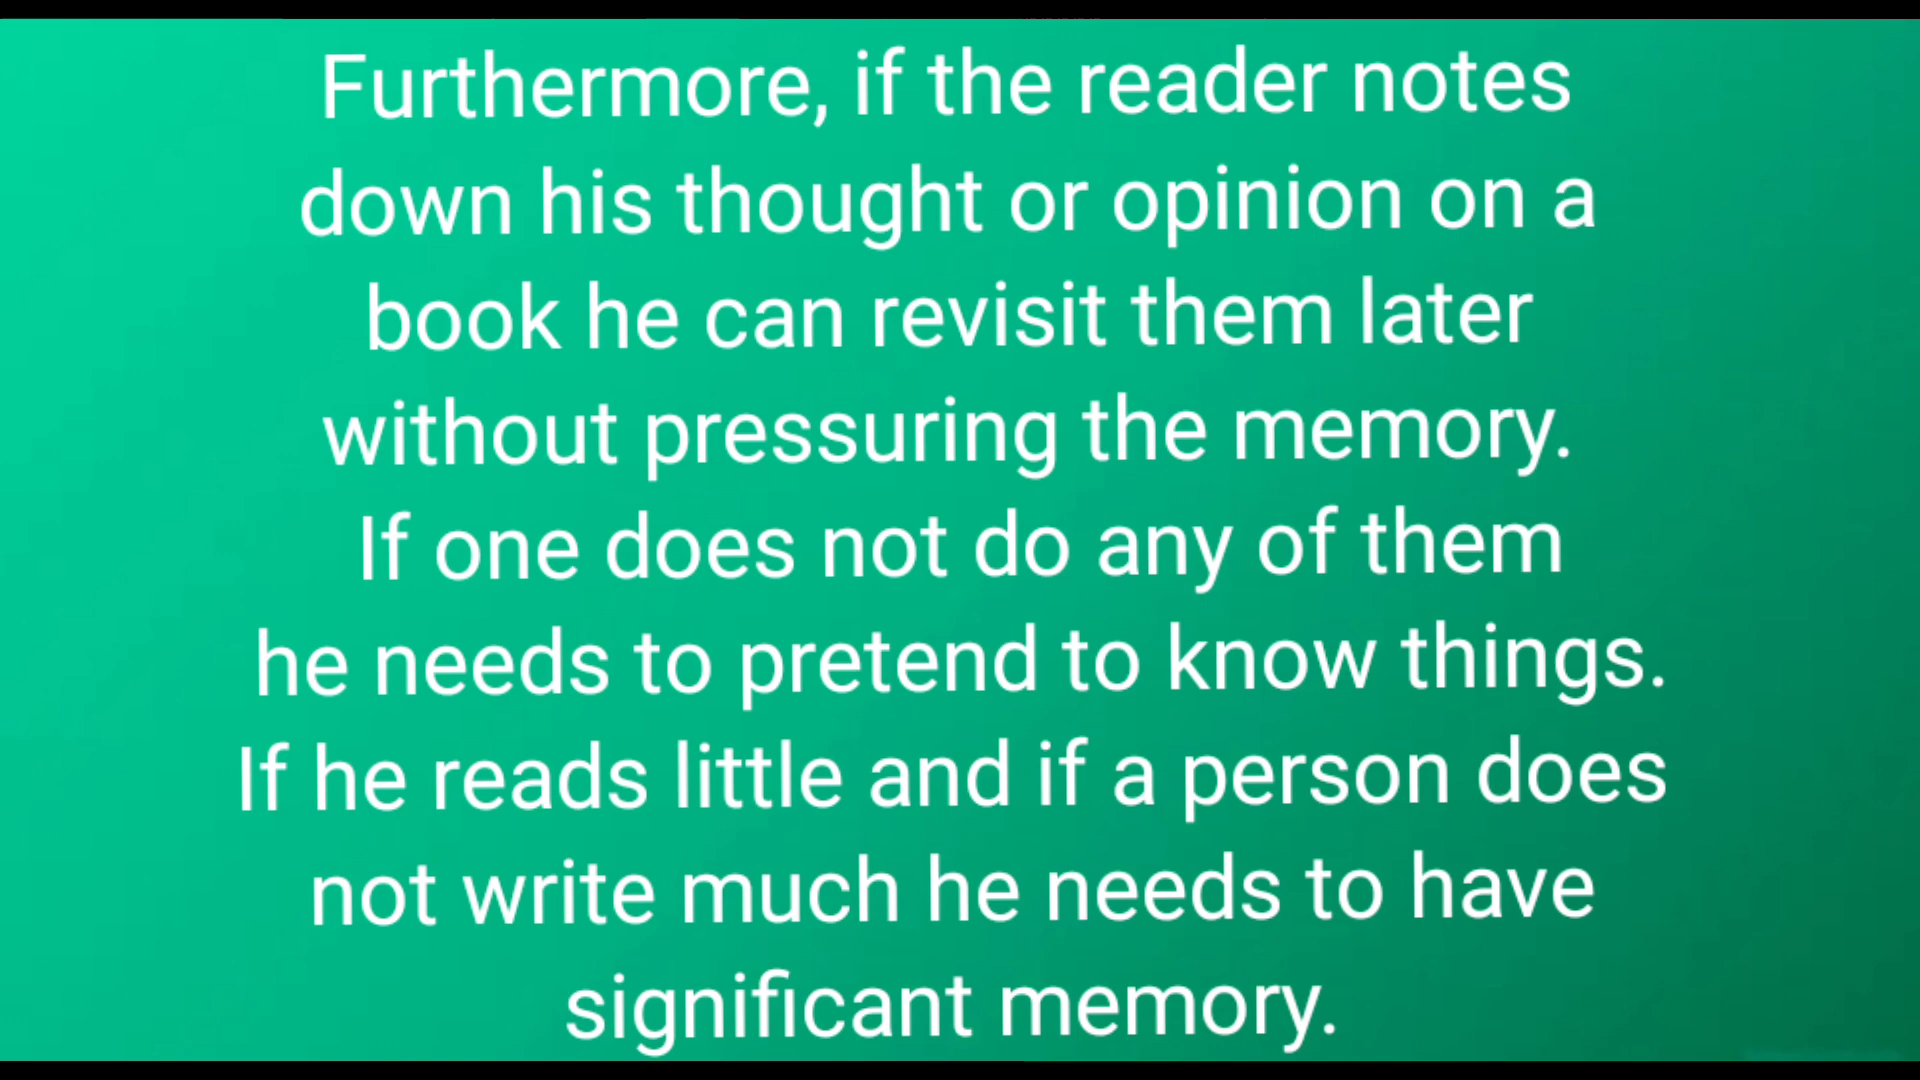 Furthermore, if the reader notes
down his thought or opinion on a
book he can revisit them later
without pressuring the memory.
If one does not do any of them
he needs to pretend to know things.
If he reads little and if a person does
not write much he needs to have
significant memory.